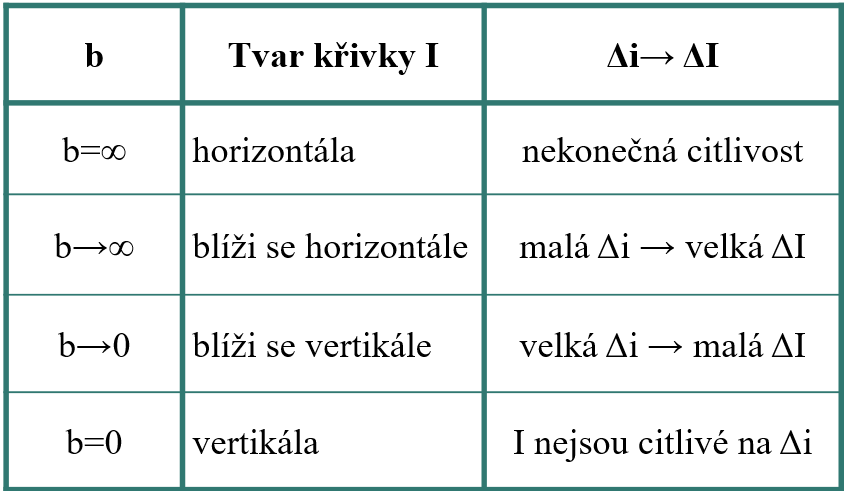 b Tvar křivky I Δi→ ΔI
b=∞ horizontála nekonečná citlivost
b→∞ blíži se horizontále malá Δi → velká ΔI
b→0 blíži se vertikále velká Δi → malá ΔI
b=0 vertikála I nejsou citlivé na Δi